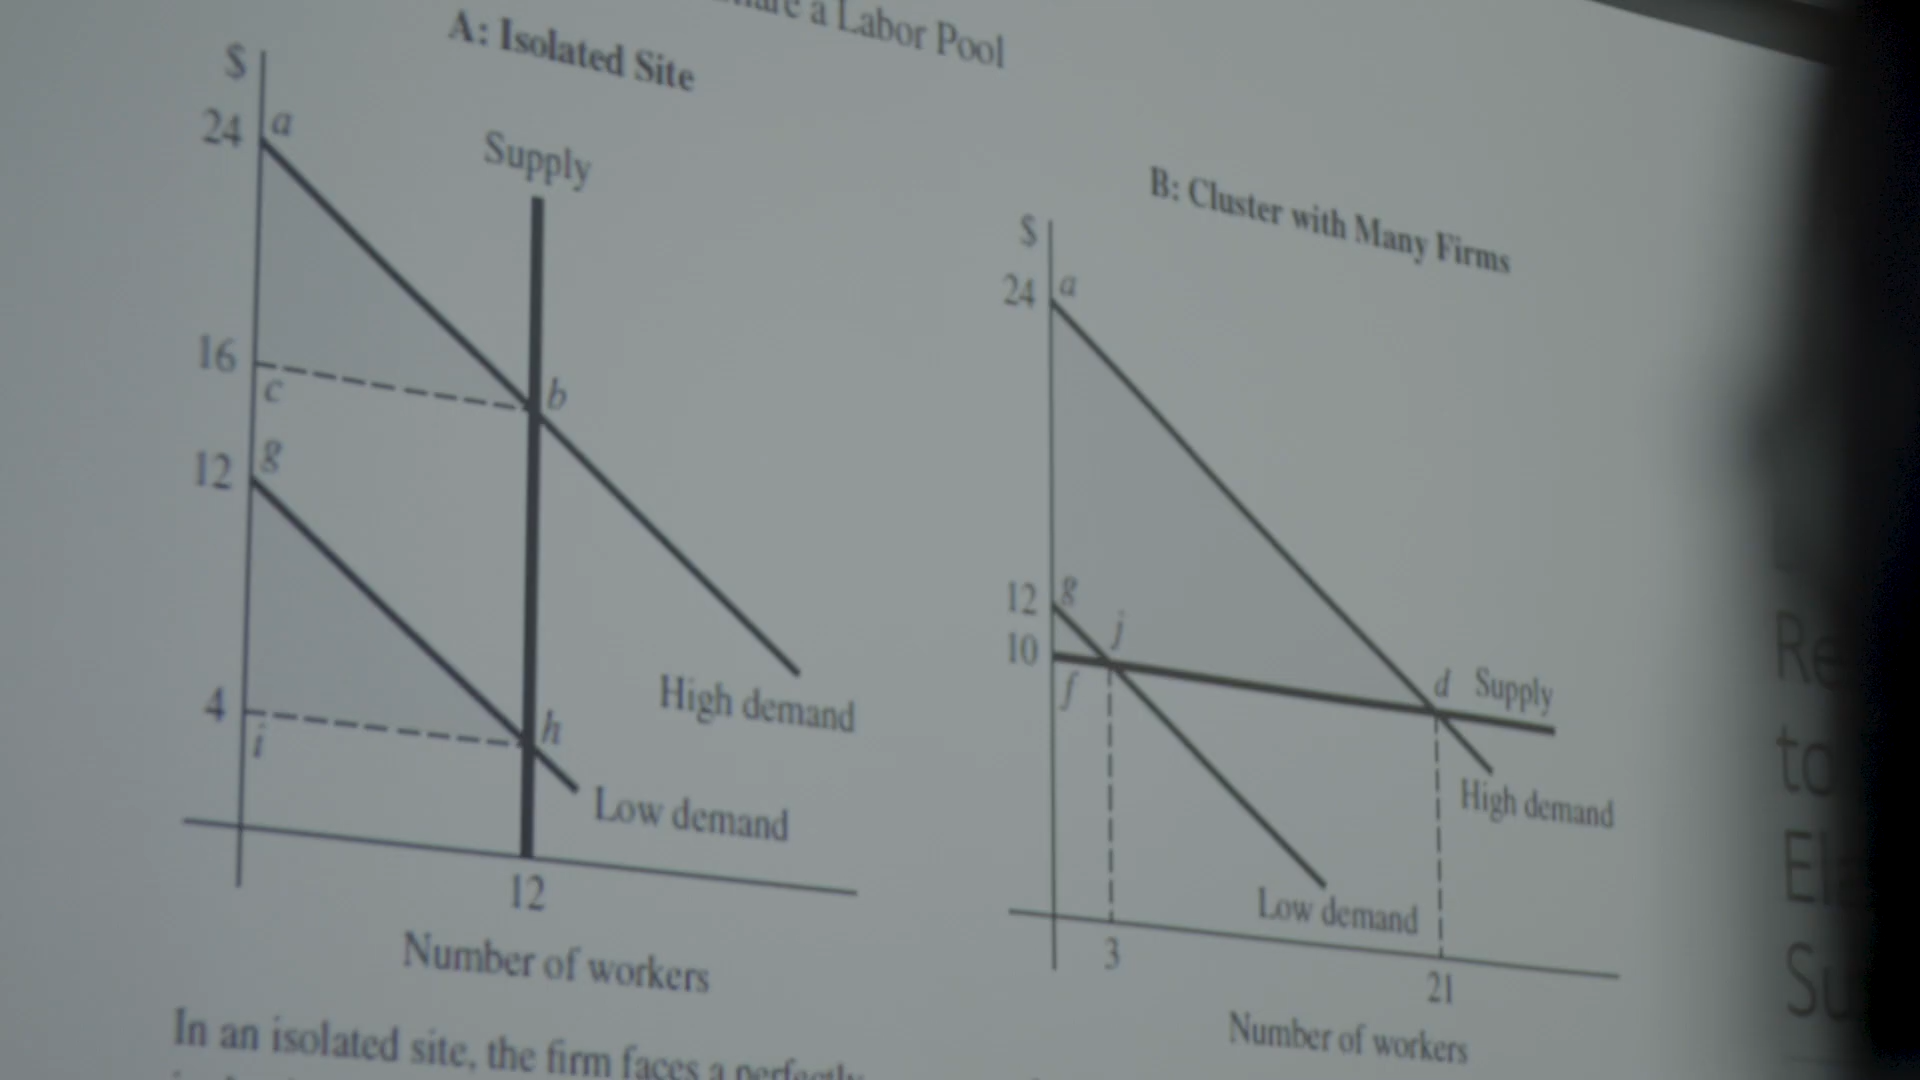 a Labor Pool
A: Isolated Site
$
24
a
Supply
16
c
b
12
g
High demand
4
i
h
Low demand
12
Number of workers
B: Cluster with Many Firms
$
24
a
12
g
j
10
f
d
Supply
High demand
Low demand
3
21
Number of workers
In an isolated site, the firm faces a perfectly